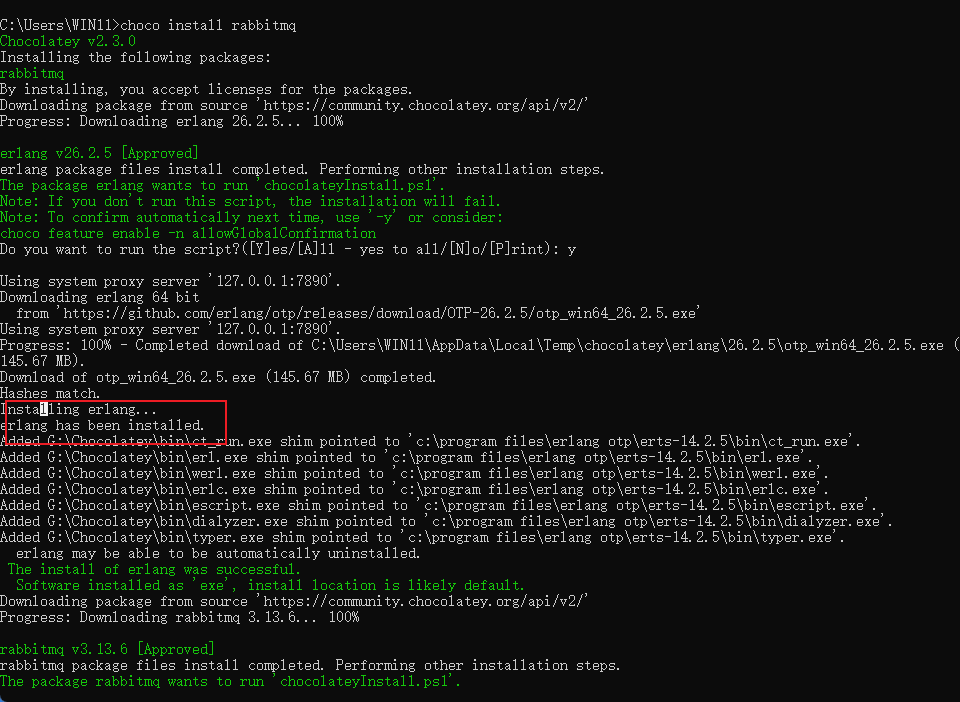 C:\Users\WIN11>choco install rabbitmq
Chocolatey v2.3.0
Installing the following packages:
rabbitmq
By installing, you accept licenses for the packages.
Downloading package from source 'https://community.chocolatey.org/api/v2/'
Progress: Downloading erlang 26.2.5... 100%
erlang v26.2.5 [Approved]
erlang package files install completed. Performing other installation steps.
The package erlang wants to run 'chocolateyInstall.ps1'.
Note: If you don't run this script, the installation will fail.
Note: To confirm automatically next time, use '-y' or consider:
choco feature enable -n allowGlobalConfirmation
Do you want to run the script?([Y]es/[A]ll - yes to all/[N]o/[P]rint): y
Using system proxy server '127.0.0.1:7890'.
Downloading erlang 64 bit
from 'https://github.com/erlang/otp/releases/download/OTP-26.2.5/otp_win64_26.2.5.exe'
Using system proxy server '127.0.0.1:7890'.
Progress: 100% - Completed download of C:\Users\WIN11\AppData\Local\Temp\chocolatey\erlang\26.2.5\otp_win64_26.2.5.exe (
145.67 MB).
Download of otp_win64_26.2.5.exe (145.67 MB) completed.
Hashes match.
Installing erlang...
erlang has been installed.
Added G:\Chocolatey\bin\ct_run.exe shim pointed to 'c:\program files\erlang otp\erts-14.2.5\bin\ct_run.exe'.
Added G:\Chocolatey\bin\erl.exe shim pointed to 'c:\program files\erlang otp\erts-14.2.5\bin\erl.exe'.
Added G:\Chocolatey\bin\werl.exe shim pointed to 'c:\program files\erlang otp\erts-14.2.5\bin\werl.exe'.
Added G:\Chocolatey\bin\erlc.exe shim pointed to 'c:\program files\erlang otp\erts-14.2.5\bin\erlc.exe'.
Added G:\Chocolatey\bin\escript.exe shim pointed to 'c:\program files\erlang otp\erts-14.2.5\bin\escript.exe'.
Added G:\Chocolatey\bin\dialyzer.exe shim pointed to 'c:\program files\erlang otp\erts-14.2.5\bin\dialyzer.exe'.
Added G:\Chocolatey\bin\typer.exe shim pointed to 'c:\program files\erlang otp\erts-14.2.5\bin\typer.exe'.
erlang may be able to be automatically uninstalled.
The install of erlang was successful.
Software installed as 'exe', install location is likely default.
Downloading package from source 'https://community.chocolatey.org/api/v2/'
Progress: Downloading rabbitmq 3.13.6... 100%
rabbitmq v3.13.6 [Approved]
rabbitmq package files install completed. Performing other installation steps.
The package rabbitmq wants to run 'chocolateyInstall.ps1'.